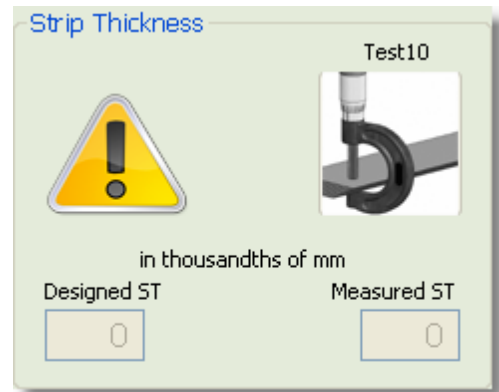 Strip Thickness
Test10
in thousandths of mm
Designed ST Measured ST
0 0